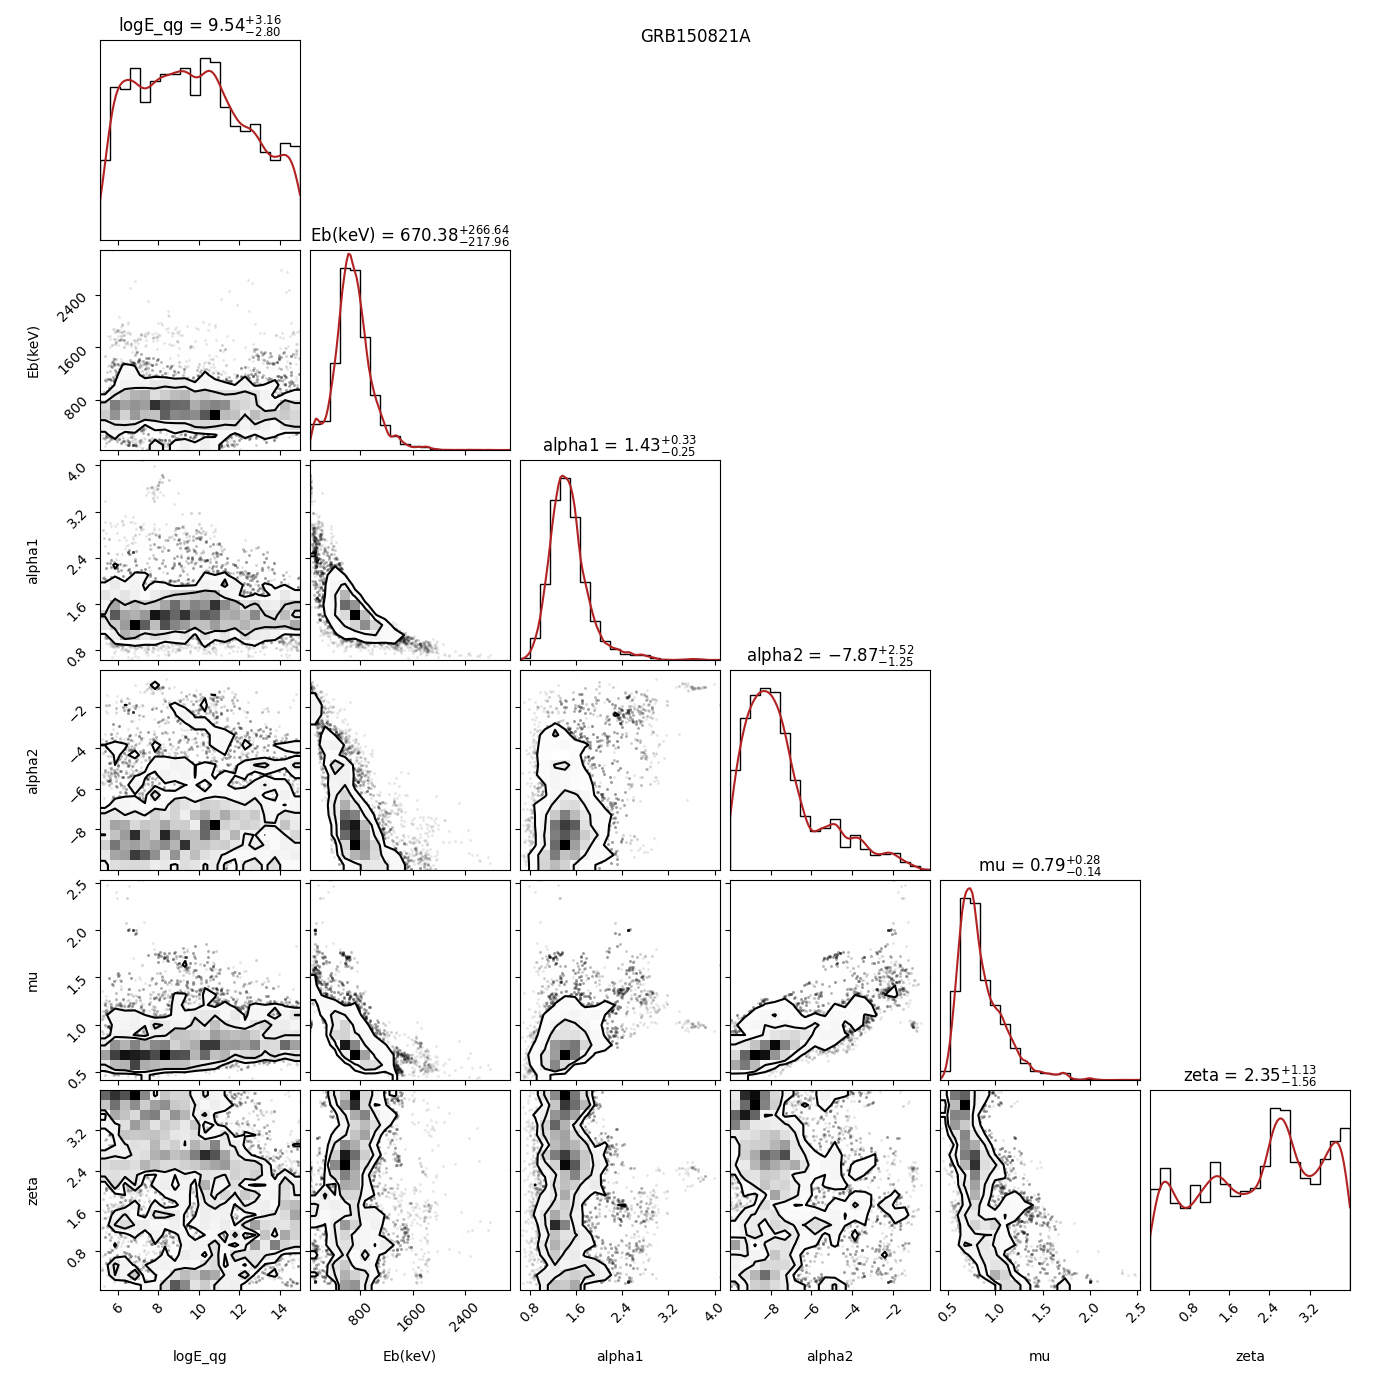 logE_qg = 9.54+3.16−2.80
GRB150821A
Eb(keV) = 670.38+266.64−217.96
2400
1600
800
Eb(keV)
alpha1 = 1.43+0.33−0.25
4.0
3.2
2.4
1.6
0.8
alpha1
alpha2 = −7.87+2.52−1.25
−2
−4
−6
−8
alpha2
mu = 0.79+0.28−0.14
2.5
2.0
1.5
1.0
0.5
mu
zeta = 2.35+1.13−1.56
3.2
2.4
1.6
0.8
zeta
6 8 10 12 14
800 1600 2400
0.8 1.6 2.4 3.2 4.0
−8 −6 −4 −2
0.5 1.0 1.5 2.0 2.5
0.8 1.6 2.4 3.2
logE_qg Eb(keV) alpha1 alpha2 mu zeta